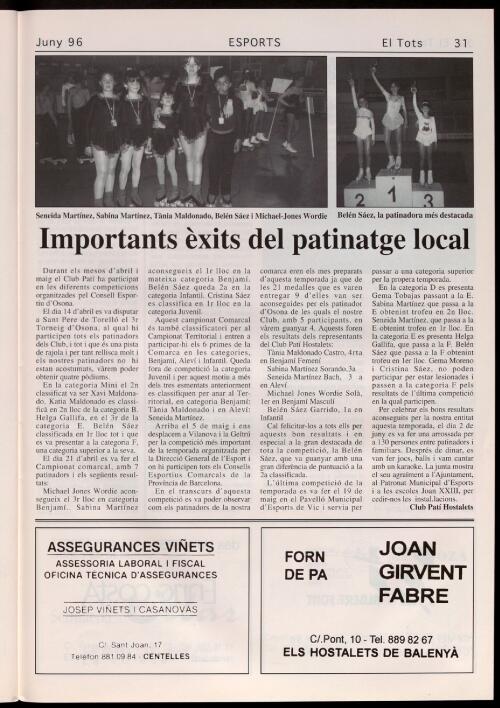 Juny 96 ESPORTS El Tots 31
2 1 3
Seneida Martínez, Sabina Martínez, Tània Maldonado, Belén Sáez i Michael-Jones Wordie
Belén Sáez, la patinadora més destacada
Importants èxits del patinatge local
Durant els mesos d'abril i
maig el Club Patí ha participat
en les diferents competicions
organitzades pel Consell Espor-
tiu d'Osona.
El dia 14 d'abril es va disputar
a Sant Pere de Torelló el 3r
Torneig d'Osona, al qual hi
participen tots els patinadors
dels Club, i tot i que és una pista
de rajola i per tant rellisca molt i
els nostres patinadors no hi
estan acostumats, vàrem poder
obtenir quatre pòdiums.
En la categoria Mini el 2n
classificat va ser Xavi Maldona-
do. Katia Maldonado es classifi-
cà en 2n lloc de la categoria B.
Helga Gallifa, en el 3r de la
categoria E. Belén Sáez
classificada en 1r lloc tot i que
es va presentar a la categoria F,
una categoria superior a la seva.
El dia 21 d'abril es va fer el
Campionat comarcal, amb 7
patinadors i els següents resul-
tats:
Michael Jones Wordie acon-
segueix el 3r lloc en categoria
Benjamí. Sabina Martínez
aconsegueix el 1r lloc en la
mateixa categoria Benjamí.
Belén Sáez queda 2a en la
categoria Infantil. Cristina Sáez
es classifica en 1r lloc en la
categoria Juvenil.
Aquest campionat Comarcal
és també classificatori per al
Campionat Territorial i entren a
participar-hi els 6 primers de la
Comarca en les categories,
Benjamí, Aleví i Infantil. Queda
fora de competició la categoria
Juvenil i per aquest motiu a més
dels tres esmentats anteriorment
es classifiquen per anar al Ter-
ritorial, en categoria Benjamí:
Tània Maldonado i en Aleví:
Seneida Martínez.
Arriba el 5 de maig i ens
desplacem a Vilanova i la Geltrú
per la competició més important
de la temporada organitzada per
la Direcció General de l'Esport i
on hi participen tots els Consells
Esportius Comarcals de la
Província de Barcelona.
En el transcurs d'aquesta
competició es va poder observar
com els patinadors de la nostra
comarca eren els mes preparats
d'aquesta temporada ja que de
les 21 medalles que es varen
entregar 9 d'elles van ser
aconseguides per els patinador
d'Osona de les quals el nostre
Club, amb 5 participants, en
vàrem guanyar 4. Aquests foren
els resultats dels representants
del Club Patí Hostalets:
Tània Maldonado Castro, 4rta
en Benjamí Femení
Sabina Martínez Sorando,3a
Seneida Martínez Bach, 3 a
en Aleví
Michael Jones Wordie Solà,
1er en Benjamí Masculí
Belén Sáez Garrido, 1a en
Infantil
Cal felicitar-los a tots ells per
aquests bon resultats i en
especial a la gran destacada de
tota la competició, la Belén
Sáez, que va guanyar amb una
gran diferència de puntuació a la
2a classificada.
L'última competició de la
temporada es va fer el 19 de
maig en el Pavelló Municipal
d'Esports de Vic i servia per
passar a una categoria superior
per la propera temporada.
En la categoria D es presenta
Gema Tobajas passant a la E.
Sabina Martínez que passa a la
E obtenint trofeu en 2n lloc.
Seneida Martínez, que passa a la
E obtenint trofeu en 1r lloc. En la
categoria E es presenta Helga
Gallifa, que passa a la F. Belén
Sáez que passa a la F obtenint
trofeu en 1er lloc. Gema Moreno
i Cristina Sáez, no poden
participar per estar lesionades i
passen a la categoria F pels
resultats de l'última competició
en la qual participen.
Per celebrar els bons resultats
aconseguits per la nostra entitat
aquesta temporada, el dia 2 de
juny es va fer una arrossada per
a 130 persones entre patinadors i
familiars. Després de dinar, es
van fer jocs, balls i vam cantar
amb un karaoke. La junta mostra
el seu agraïment a l'Ajuntament,
al Patronat Municipal d'Esports
i a les escoles Joan XXIII, per
cedir-nos les instal.lacions.
Club Patí Hostalets
ASSEGURANCES VIÑETS
ASSESSORIA LABORAL I FISCAL
OFICINA TÈCNICA D'ASSEGURANCES
JOSEP VIÑETS I CASANOVAS
C/. Sant Joan, 17
Telèfon 881 09 84 - CENTELLES
FORN
DE PA
JOAN
GIRVENT
FABRE
C/.Pont, 10 - Tel. 889 82 67
ELS HOSTALETS DE BALENYÀ